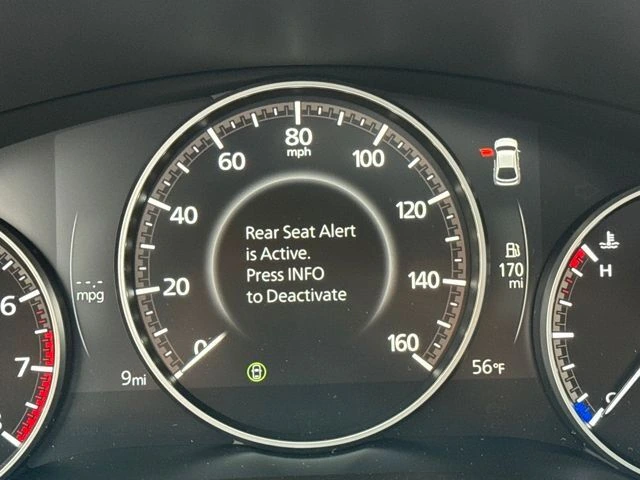 80
mph
60
100
40
120
20
140
0
160
Rear Seat Alert
is Active.
Press INFO
to Deactivate
--.-
mpg
170
mi
9mi
56°F
6
7
8
H
C